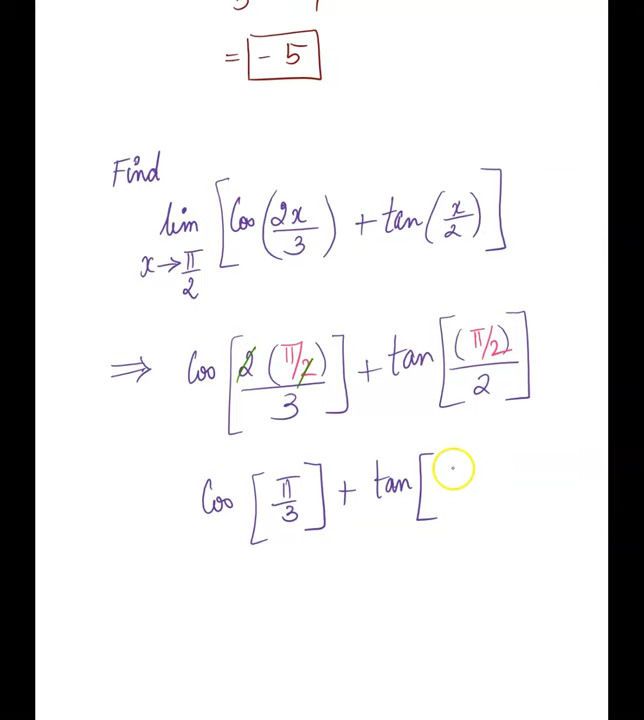 = -5
Find
lim x→π/2 [Cos(2x/3) + tan(x/2)]
⇒ Cos[2(π/2)/3] + tan[(π/2)/2]
Cos[π/3] + tan[